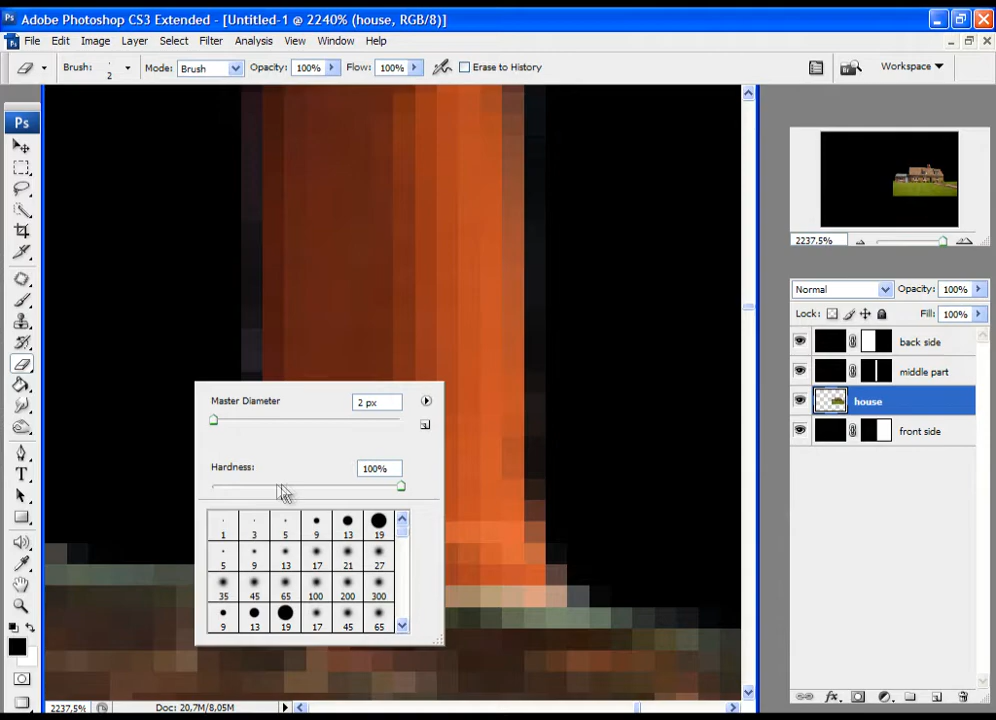 Adobe Photoshop CS3 Extended - [Untitled-1 @ 2240% (house, RGB/8)]
File Edit Image Layer Select Filter Analysis View Window Help
Brush: 2 Mode: Brush Opacity: 100% Flow: 100% Erase to History Workspace
Ps
2237.5%
Normal Opacity: 100%
Lock: Fill: 100%
back side
middle part
house
front side
Master Diameter 2 px
Hardness: 100%
1 3 5 9 13 19
5 9 13 17 21 27
35 45 65 100 200 300
9 13 19 17 45 65
2237,5% Doc: 20,7M/8,05M